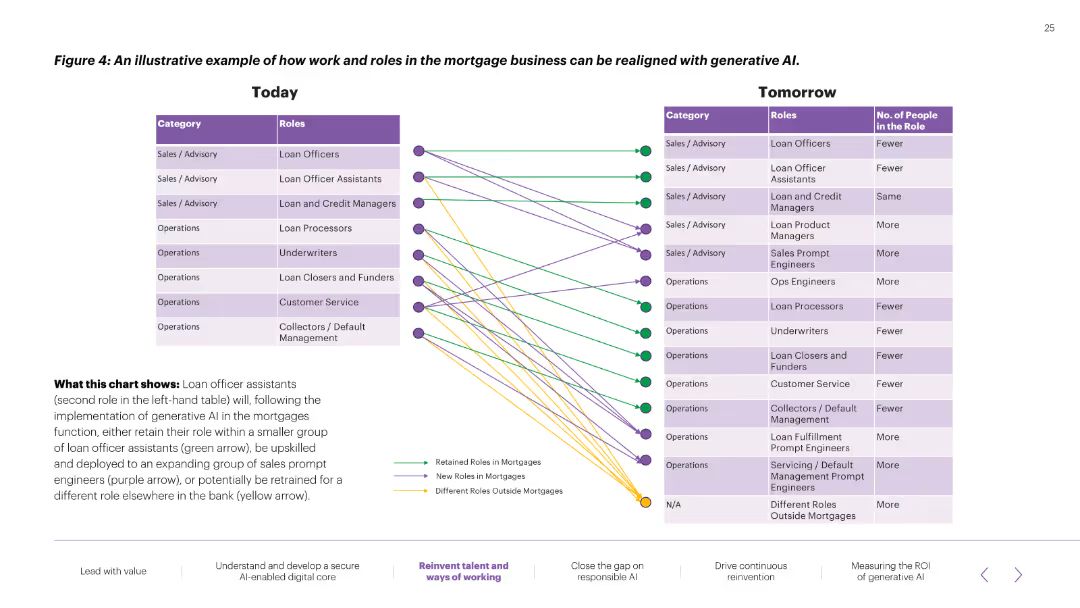 25
Figure 4: An illustrative example of how work and roles in the mortgage business can be realigned with generative AI.
Today
Category Roles
Sales / Advisory Loan Officers
Sales / Advisory Loan Officer Assistants
Sales / Advisory Loan and Credit Managers
Operations Loan Processors
Operations Underwriters
Operations Loan Closers and Funders
Operations Customer Service
Operations Collectors / Default
Management
What this chart shows: Loan officer assistants
(second role in the left-hand table) will, following the
implementation of generative AI in the mortgages
function, either retain their role within a smaller group
of loan officer assistants (green arrow), be upskilled
and deployed to an expanding group of sales prompt
engineers (purple arrow), or potentially be retrained for a
different role elsewhere in the bank (yellow arrow).
Retained Roles in Mortgages
New Roles in Mortgages
Different Roles Outside Mortgages
Tomorrow
Category Roles No. of People
in the Role
Sales / Advisory Loan Officers Fewer
Sales / Advisory Loan Officer Fewer
Assistants
Sales / Advisory Loan and Credit Same
Managers
Sales / Advisory Loan Product More
Managers
Sales / Advisory Sales Prompt More
Engineers
Operations Ops Engineers More
Operations Loan Processors Fewer
Operations Underwriters Fewer
Operations Loan Closers and Fewer
Funders
Operations Customer Service Fewer
Operations Collectors / Default Fewer
Management
Operations Loan Fulfillment More
Prompt Engineers
Operations Servicing / Default More
Management Prompt
Engineers
N/A Different Roles More
Outside Mortgages
Lead with value
Understand and develop a secure
AI-enabled digital core
Reinvent talent and
ways of working
Close the gap on
responsible AI
Drive continuous
reinvention
Measuring the ROI
of generative AI